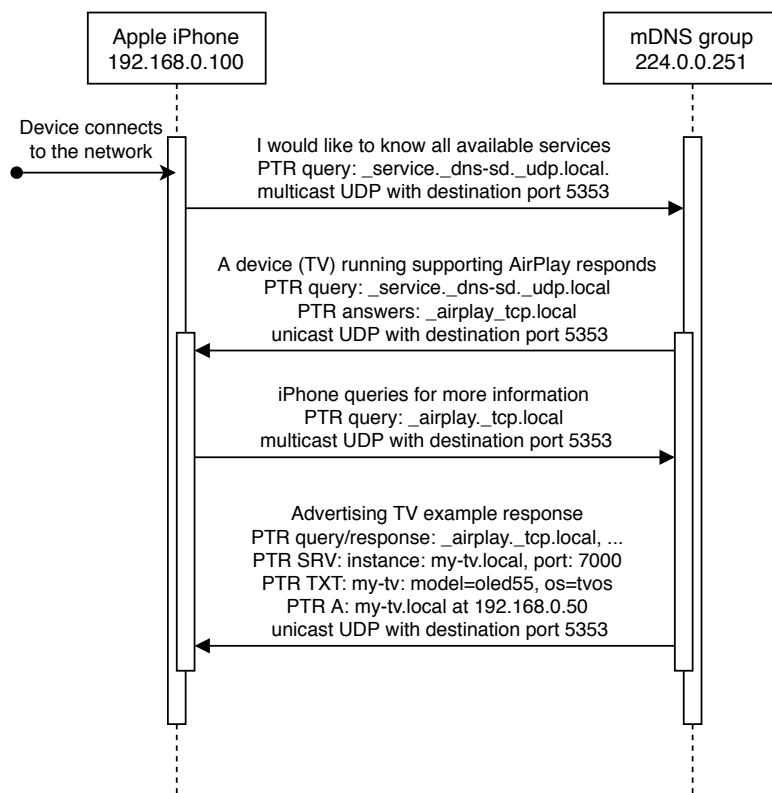 Apple iPhone
192.168.0.100
mDNS group
224.0.0.251
Device connects
to the network
I would like to know all available services
PTR query: _service._dns-sd._udp.local.
multicast UDP with destination port 5353
A device (TV) running supporting AirPlay responds
PTR query: _service._dns-sd._udp.local
PTR answers: _airplay_tcp.local
unicast UDP with destination port 5353
iPhone queries for more information
PTR query: _airplay._tcp.local
multicast UDP with destination port 5353
Advertising TV example response
PTR query/response: _airplay._tcp.local, ...
PTR SRV: instance: my-tv.local, port: 7000
PTR TXT: my-tv: model=oled55, os=tvos
PTR A: my-tv.local at 192.168.0.50
unicast UDP with destination port 5353